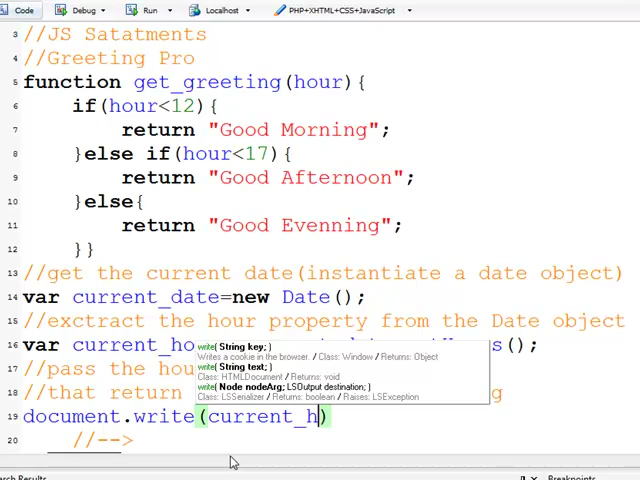 Code Debug Run Localhost PHP+XHTML+CSS+JavaScript
3 //JS Satatments
4 //Greeting Pro
5 function get_greeting(hour){
6 if(hour<12){
7 return "Good Morning";
8 }else if(hour<17){
9 return "Good Afternoon";
10 }else{
11 return "Good Evenning";
12 }}
13 //get the current date(instantiate a date object)
14 var current_date=new Date();
15 //exctract the hour property from the Date object
16 var current_ho s();
write( String key; )
Writes a cookie in the browser. / Class: Window / Returns: Object
17 //pass the hou
write( String text; )
Class: HTMLDocument / Returns: void
18 //that return g
write( Node nodeArg; LSOutput destination; )
Class: LSSerializer / Returns: boolean / Raises: LSException
19 document.write(current_h)
20 //-->
earch Results Breakpoints